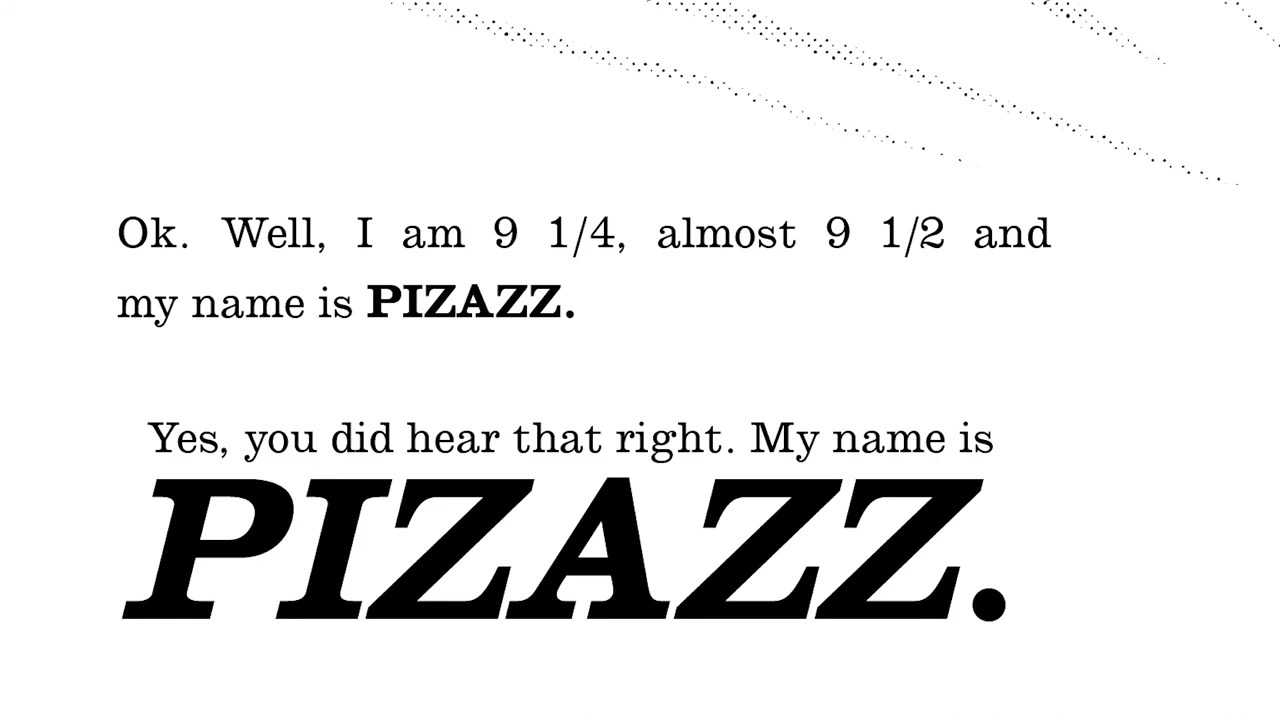 Ok. Well, I am 9 1/4, almost 9 1/2 and
my name is PIZAZZ.
Yes, you did hear that right. My name is
PIZAZZ.